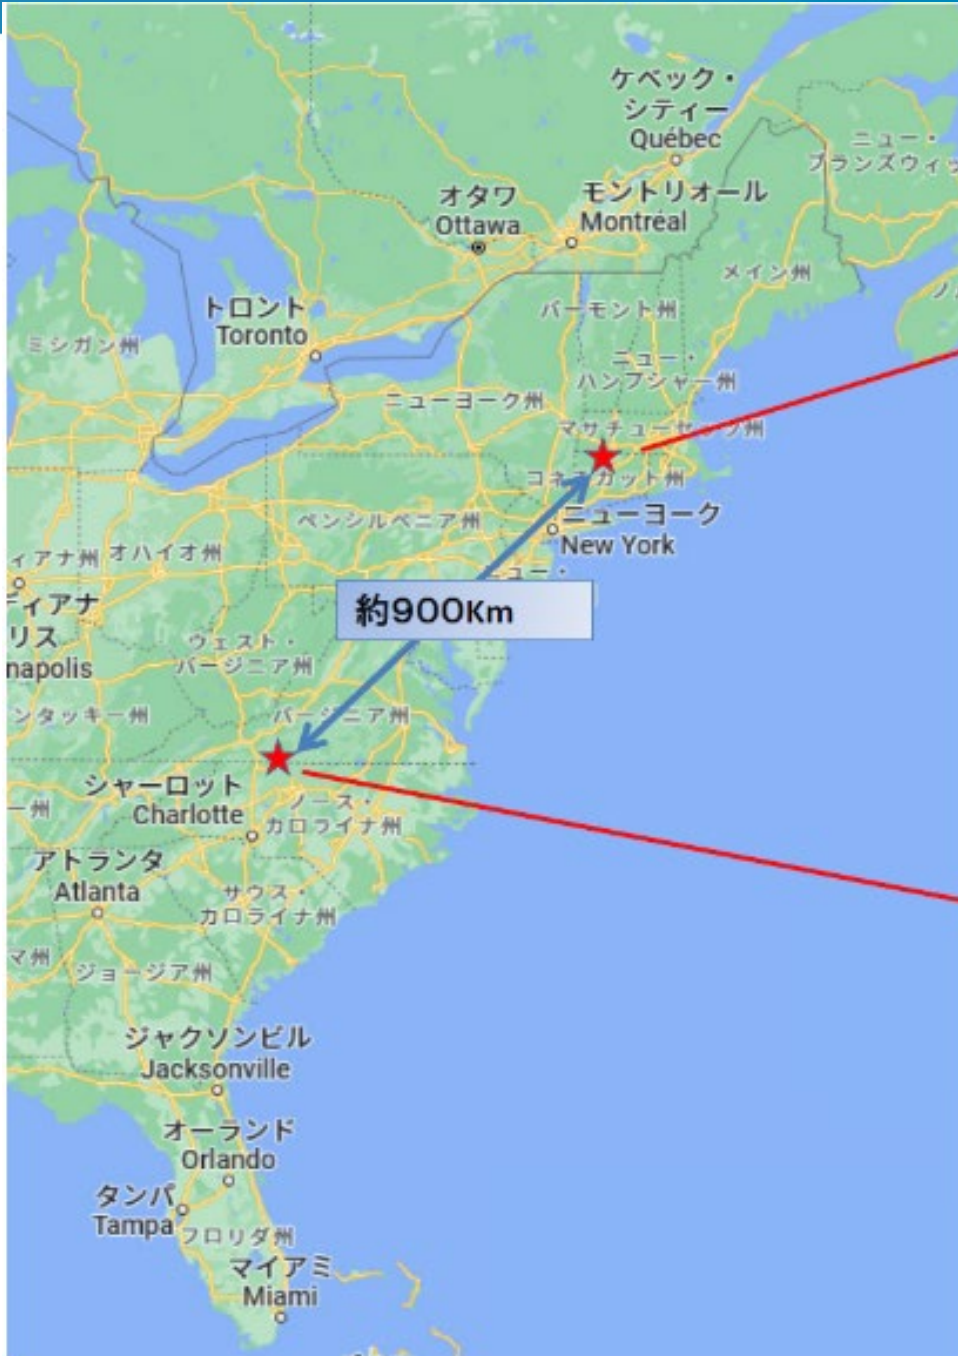 ケベック・
シティー
Québec
ニュー・
ブランズウィッ
オタワ
Ottawa
モントリオール
Montréal
メイン州
トロント
Toronto
バーモント州
ミシガン州
ニュー・
ハンプシャー州
ニューヨーク州
マサチューセッツ州
コネチカット州
ペンシルベニア州
ニューヨーク
New York
ィアナ州
オハイオ州
ニュー・
約900Km
ィアナ
リス
napolis
ウェスト・
バージニア州
ンタッキー州
バージニア州
シャーロット
Charlotte
ノース・
カロライナ州
ー州
アトランタ
Atlanta
サウス・
カロライナ州
マ州
ジョージア州
ジャクソンビル
Jacksonville
オーランド
Orlando
タンパ
Tampa
フロリダ州
マイアミ
Miami